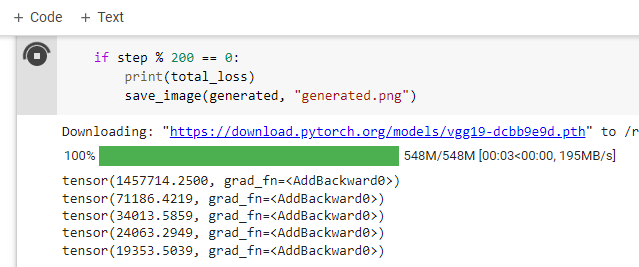 + Code + Text
if step % 200 == 0:
print(total_loss)
save_image(generated, "generated.png")
Downloading: "https://download.pytorch.org/models/vgg19-dcbb9e9d.pth" to /r
100% 548M/548M [00:03<00:00, 195MB/s]
tensor(1457714.2500, grad_fn=<AddBackward0>)
tensor(71186.4219, grad_fn=<AddBackward0>)
tensor(34013.5859, grad_fn=<AddBackward0>)
tensor(24063.2949, grad_fn=<AddBackward0>)
tensor(19353.5039, grad_fn=<AddBackward0>)